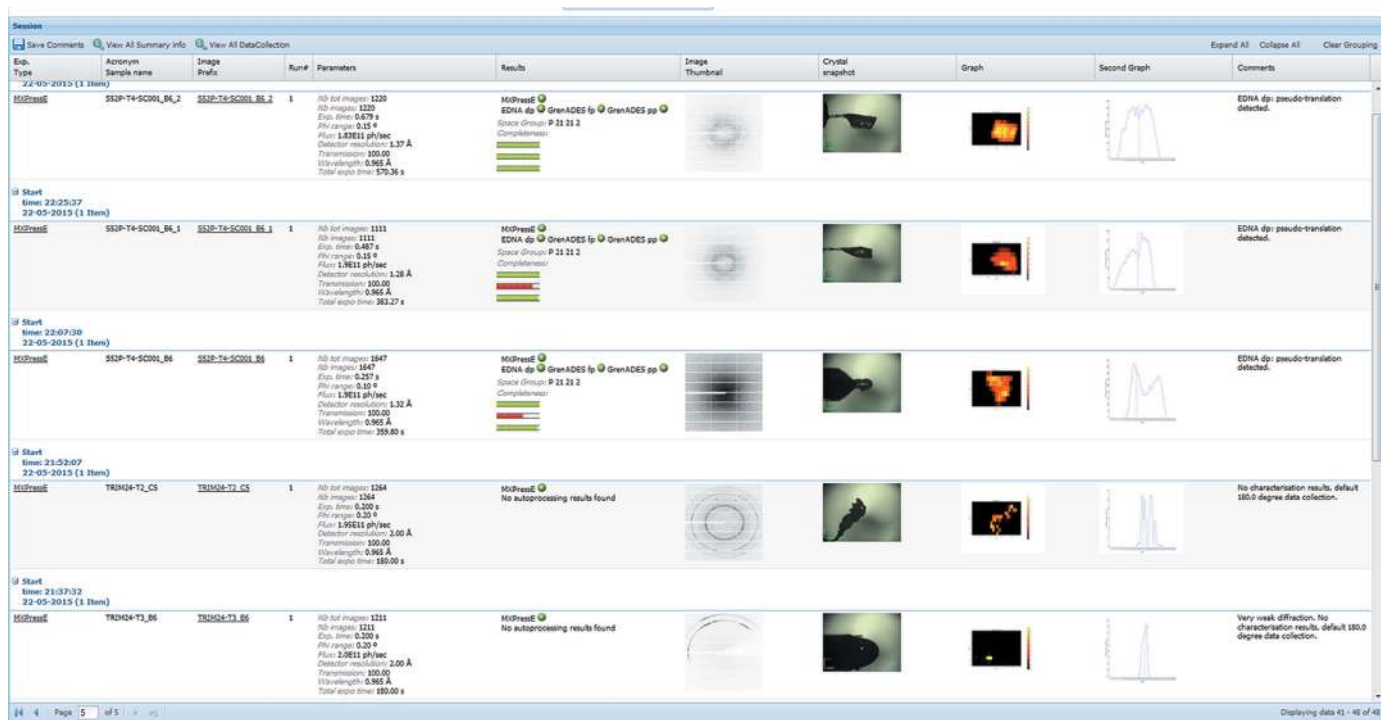 Session
Save Comments View All Summary info View All DataCollection Expand All Collapse All Clear Grouping
Exp. Type Acronym Sample name Image Prefix Run# Parameters Results Image Thumbnail Crystal snapshot Graph Second Graph Comments
22-05-2015 (1 Item)
MXPressE SS2P-T4-SC001_B6_2 SS2P-T4-SC001_B6_2 1
Nb tot images: 1220
Nb images: 1220
Exp. time: 0.679 s
Phi range: 0.15 º
Flux: 1.83E11 ph/sec
Detector resolution: 1.37 Å
Transmission: 100.00
Wavelength: 0.965 Å
Total expo time: 570.36 s
MXPressE
EDNA dp GrenADES fp GrenADES pp
Space Group: P 21 21 2
Completeness:
EDNA dp: pseudo-translation
detected.
Start
time: 22:25:37
22-05-2015 (1 Item)
MXPressE SS2P-T4-SC001_B6_1 SS2P-T4-SC001_B6_1 1
Nb tot images: 1111
Nb images: 1111
Exp. time: 0.487 s
Phi range: 0.15 º
Flux: 1.9E11 ph/sec
Detector resolution: 1.28 Å
Transmission: 100.00
Wavelength: 0.965 Å
Total expo time: 383.27 s
MXPressE
EDNA dp GrenADES fp GrenADES pp
Space Group: P 21 21 2
Completeness:
EDNA dp: pseudo-translation
detected.
Start
time: 22:07:30
22-05-2015 (1 Item)
MXPressE SS2P-T4-SC001_B6 SS2P-T4-SC001_B6 1
Nb tot images: 1647
Nb images: 1647
Exp. time: 0.257 s
Phi range: 0.10 º
Flux: 1.9E11 ph/sec
Detector resolution: 1.32 Å
Transmission: 100.00
Wavelength: 0.965 Å
Total expo time: 359.80 s
MXPressE
EDNA dp GrenADES fp GrenADES pp
Space Group: P 21 21 2
Completeness:
EDNA dp: pseudo-translation
detected.
Start
time: 21:52:07
22-05-2015 (1 Item)
MXPressE TRIM24-T2_C5 TRIM24-T2_C5 1
Nb tot images: 1264
Nb images: 1264
Exp. time: 0.200 s
Phi range: 0.20 º
Flux: 1.95E11 ph/sec
Detector resolution: 2.00 Å
Transmission: 100.00
Wavelength: 0.965 Å
Total expo time: 180.00 s
MXPressE
No autoprocessing results found
No characterisation results, default
180.0 degree data collection.
Start
time: 21:37:32
22-05-2015 (1 Item)
MXPressE TRIM24-T3_B6 TRIM24-T3_B6 1
Nb tot images: 1211
Nb images: 1211
Exp. time: 0.200 s
Phi range: 0.20 º
Flux: 2.0E11 ph/sec
Detector resolution: 2.00 Å
Transmission: 100.00
Wavelength: 0.965 Å
Total expo time: 180.00 s
MXPressE
No autoprocessing results found
Very weak diffraction. No
characterisation results, default 180.0
degree data collection.
Page 5 of 5 Displaying data 41 - 48 of 48